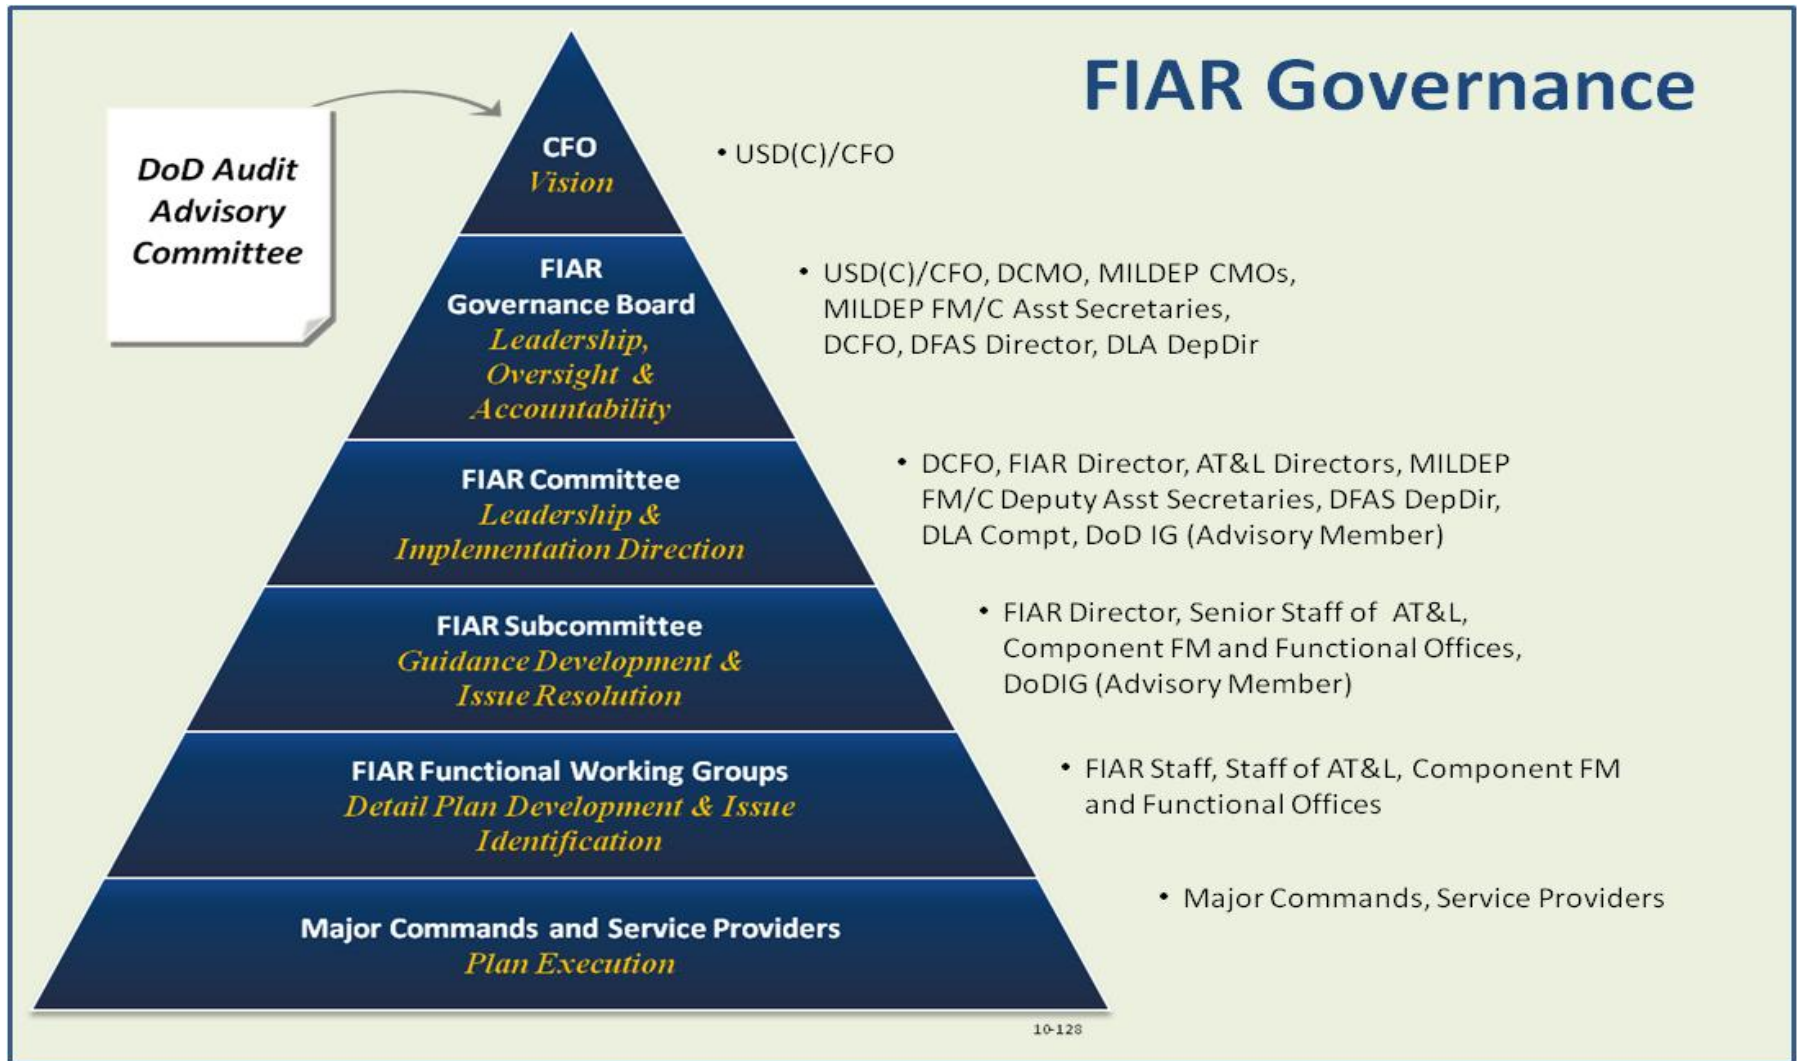 FIAR Governance
DoD Audit
Advisory
Committee
CFO
Vision
• USD(C)/CFO
FIAR
Governance Board
Leadership,
Oversight &
Accountability
• USD(C)/CFO, DCMO, MILDEP CMOs,
MILDEP FM/C Asst Secretaries,
DCFO, DFAS Director, DLA DepDir
FIAR Committee
Leadership &
Implementation Direction
• DCFO, FIAR Director, AT&L Directors, MILDEP
FM/C Deputy Asst Secretaries, DFAS DepDir,
DLA Compt, DoD IG (Advisory Member)
FIAR Subcommittee
Guidance Development &
Issue Resolution
• FIAR Director, Senior Staff of AT&L,
Component FM and Functional Offices,
DoDIG (Advisory Member)
FIAR Functional Working Groups
Detail Plan Development & Issue
Identification
• FIAR Staff, Staff of AT&L, Component FM
and Functional Offices
Major Commands and Service Providers
Plan Execution
• Major Commands, Service Providers
10-128